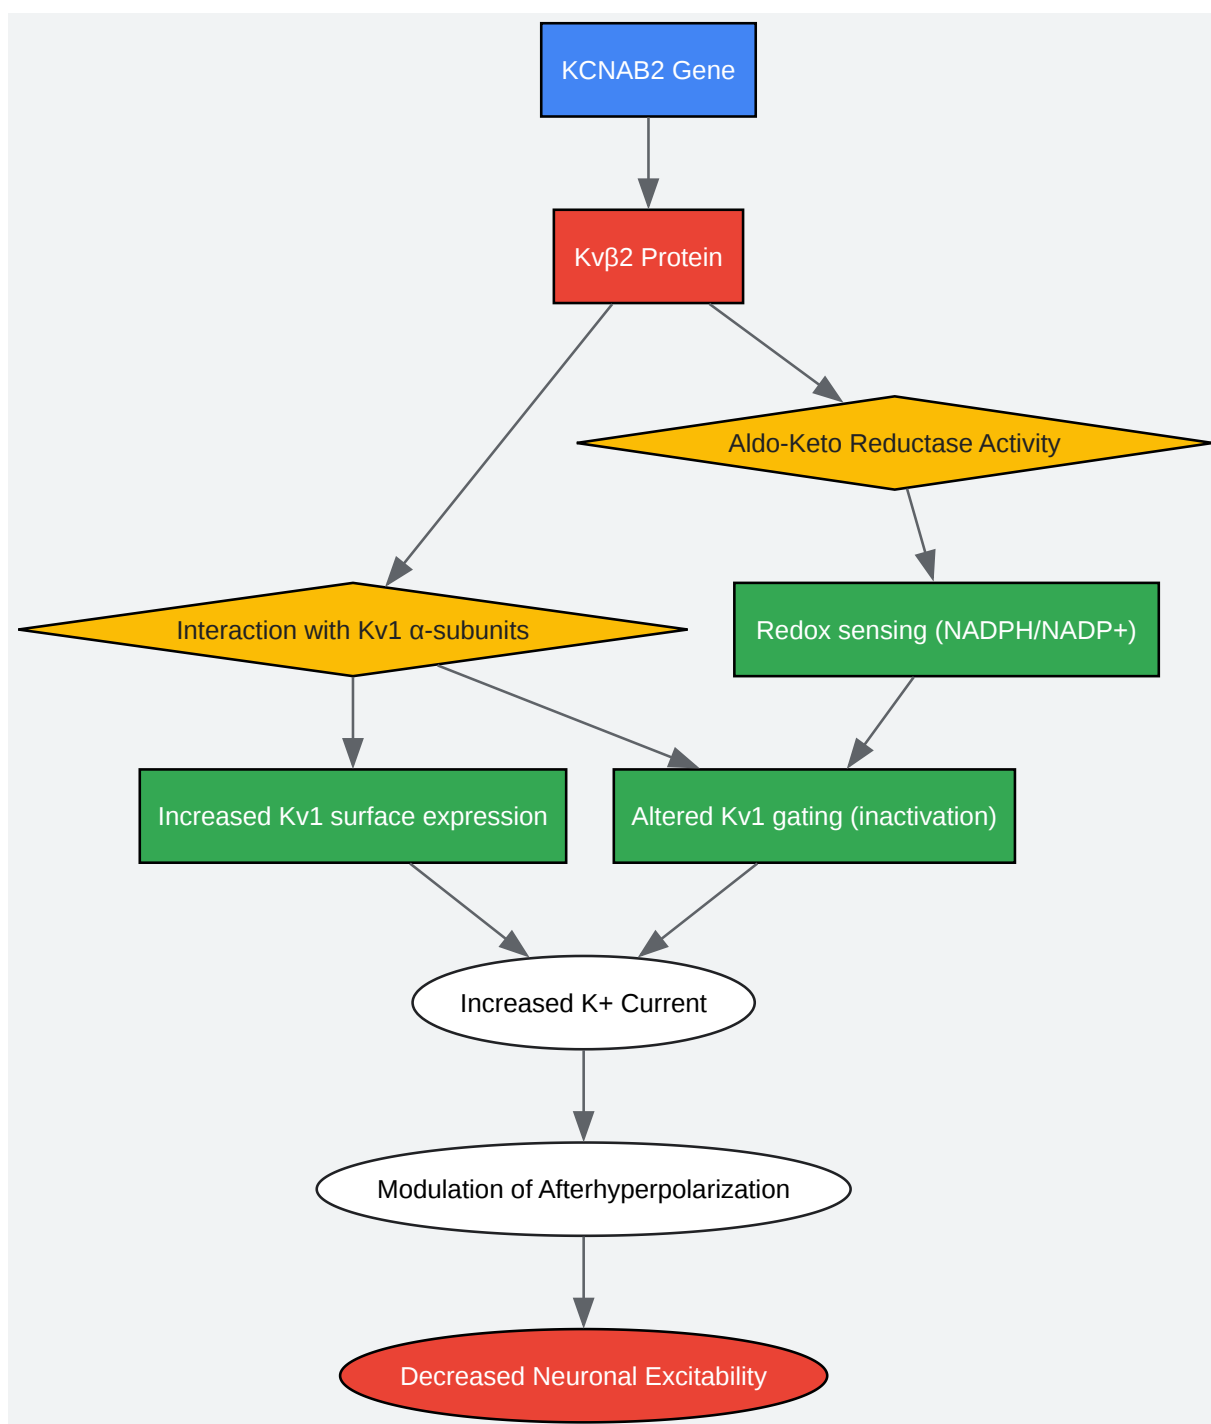 KCNAB2 Gene
Kvβ2 Protein
Aldo-Keto Reductase Activity
Interaction with Kv1 α-subunits
Redox sensing (NADPH/NADP+)
Increased Kv1 surface expression
Altered Kv1 gating (inactivation)
Increased K+ Current
Modulation of Afterhyperpolarization
Decreased Neuronal Excitability